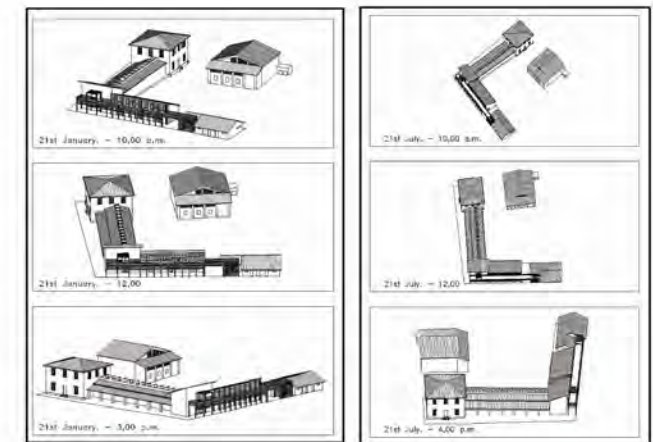 21st January. - 10,00 p.m.
21st January. - 12,00
21st January. - 3,00 p.m.
21st July. - 10,00 p.m.
21st July. - 12,00
21st July. - 4,00 p.m.